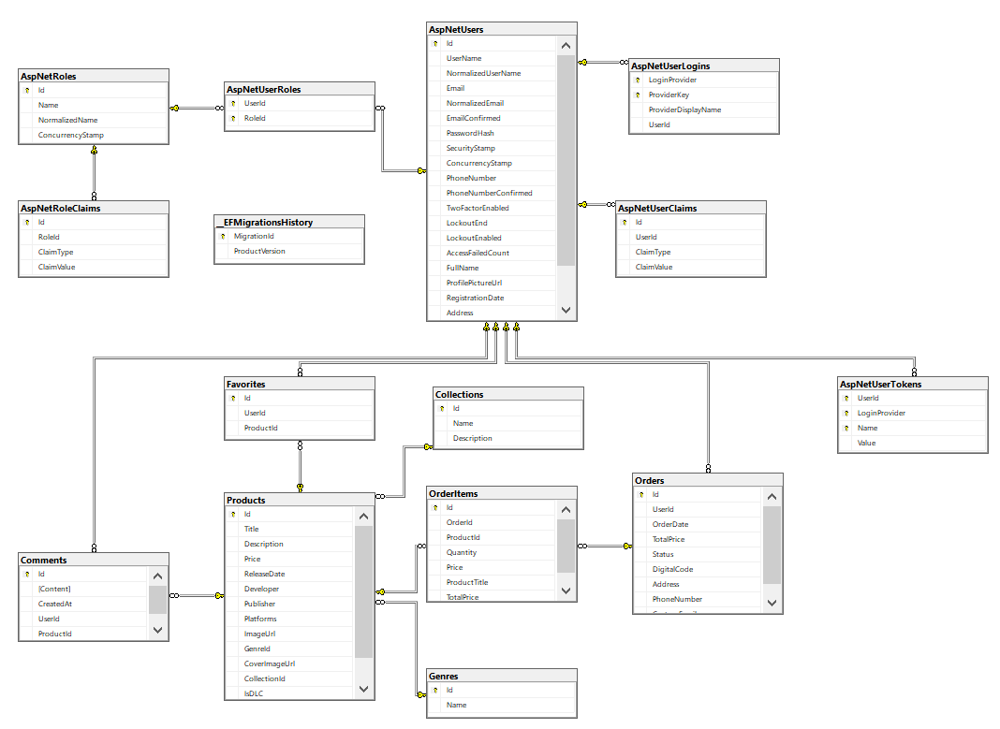 AspNetUsers
Id
UserName
NormalizedUserName
Email
NormalizedEmail
EmailConfirmed
PasswordHash
SecurityStamp
ConcurrencyStamp
PhoneNumber
PhoneNumberConfirmed
TwoFactorEnabled
LockoutEnd
LockoutEnabled
AccessFailedCount
FullName
ProfilePictureUrl
RegistrationDate
Address
AspNetRoles
Id
Name
NormalizedName
ConcurrencyStamp
AspNetUserRoles
UserId
RoleId
AspNetUserLogins
LoginProvider
ProviderKey
ProviderDisplayName
UserId
AspNetRoleClaims
Id
RoleId
ClaimType
ClaimValue
__EFMigrationsHistory
MigrationId
ProductVersion
AspNetUserClaims
Id
UserId
ClaimType
ClaimValue
Favorites
Id
UserId
ProductId
Collections
Id
Name
Description
AspNetUserTokens
UserId
LoginProvider
Name
Value
Products
Id
Title
Description
Price
ReleaseDate
Developer
Publisher
Platforms
ImageUrl
GenreId
CoverImageUrl
CollectionId
IsDLC
OrderItems
Id
OrderId
ProductId
Quantity
Price
ProductTitle
TotalPrice
Orders
Id
UserId
OrderDate
TotalPrice
Status
DigitalCode
Address
PhoneNumber
Comments
Id
[Content]
CreatedAt
UserId
ProductId
Genres
Id
Name